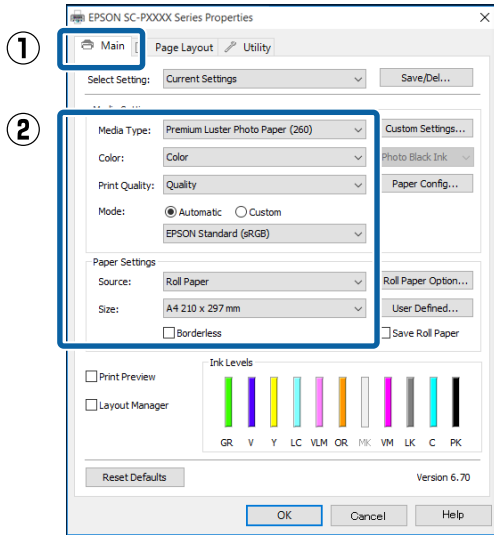 EPSON SC-PXXXX Series Properties
1
Main Page Layout Utility
Select Setting: Current Settings Save/Del...
2
Media Type: Premium Luster Photo Paper (260) Custom Settings...
Color: Color Photo Black Ink
Print Quality: Quality Paper Config...
Mode: Automatic Custom
EPSON Standard (sRGB)
Paper Settings
Source: Roll Paper Roll Paper Option...
Size: A4 210 x 297 mm User Defined...
Borderless Save Roll Paper
Print Preview
Layout Manager
Ink Levels
GR V Y LC VLM OR MK VM LK C PK
Reset Defaults Version 6.70
OK Cancel Help